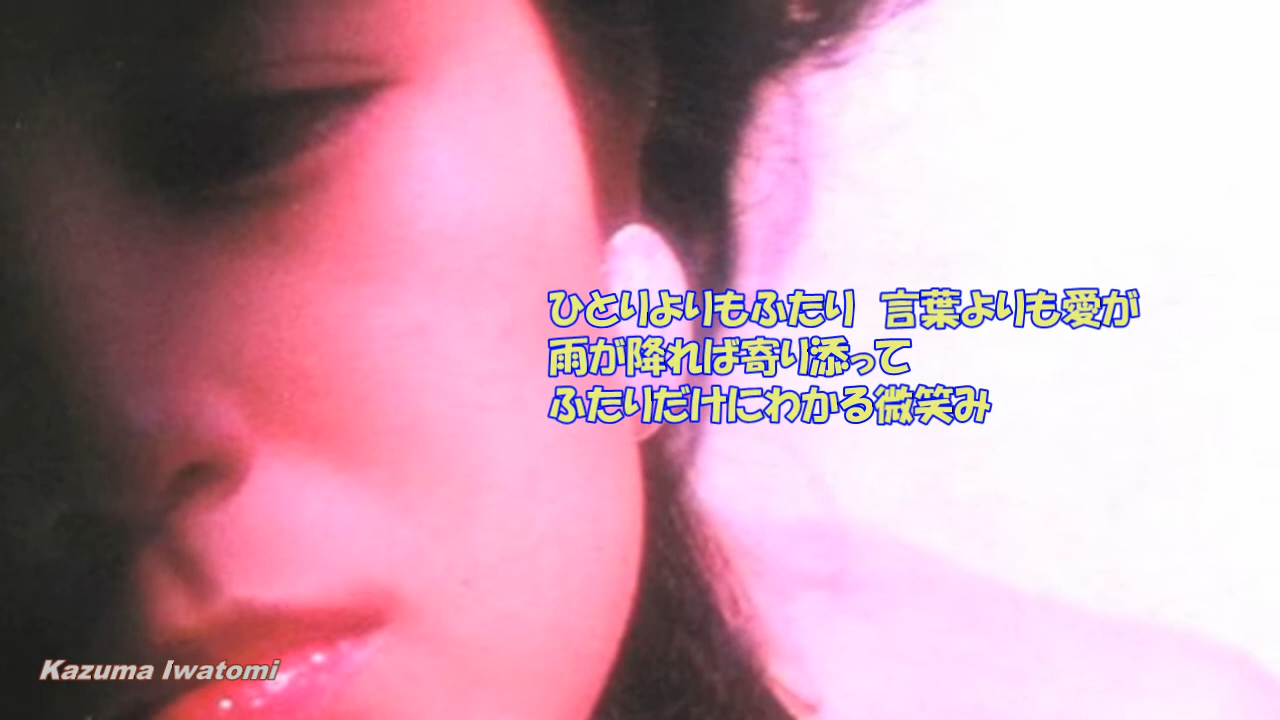 ひとりよりもふたり　言葉よりも愛が
雨が降れば寄り添って
ふたりだけにわかる微笑み
Kazuma Iwatomi